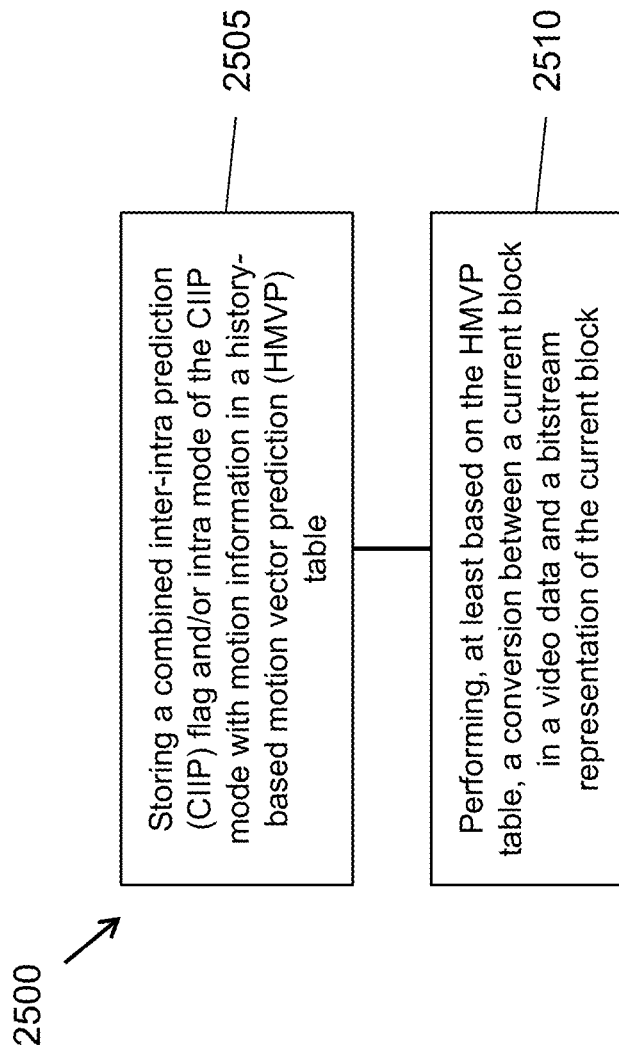 2500
Storing a combined inter-intra prediction
(CIIP) flag and/or intra mode of the CIIP
mode with motion information in a history-
based motion vector prediction (HMVP)
table
2505
Performing, at least based on the HMVP
table, a conversion between a current block
in a video data and a bitstream
representation of the current block
2510